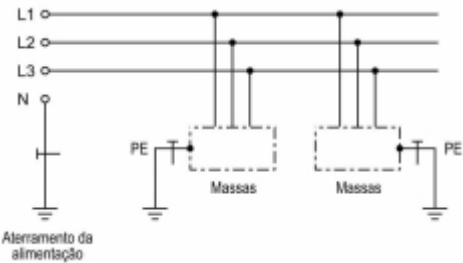 L1
L2
L3
N
PE
PE
Massas
Massas
Aterramento da
alimentação